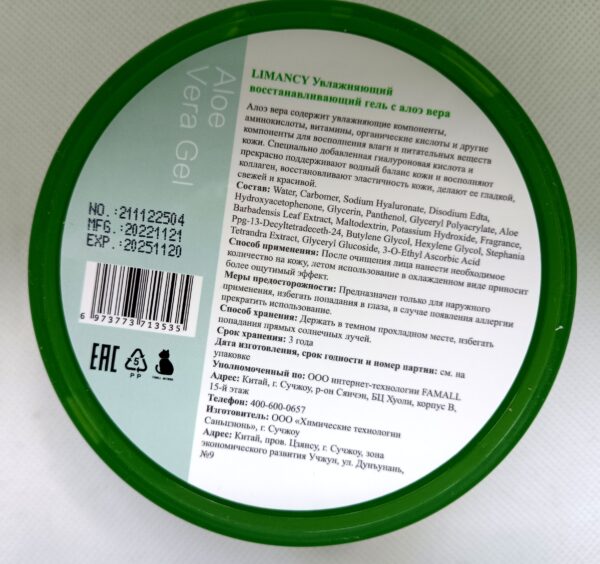 Aloe
Vera Gel
NO.:211122504
MFG.:20221121
EXP.:20251120
6 973773 713535
EAC
5
PP
LIMANCY Увлажняющий
восстанавливающий гель с алоэ вера
Алоэ вера содержит увлажняющие компоненты,
аминокислоты, витамины, органические кислоты и другие
компоненты для восполнения влаги и питательных веществ
кожи. Специально добавленная гиалуроновая кислота и
прекрасно поддерживают водный баланс кожи и восполняют
коллаген, восстанавливают эластичность кожи, делают ее гладкой,
свежей и красивой.
Состав: Water, Carbomer, Sodium Hyaluronate, Disodium Edta,
Hydroxyacetophenone, Glycerin, Panthenol, Glyceryl Polyacrylate, Aloe
Barbadensis Leaf Extract, Maltodextrin, Potassium Hydroxide, Fragrance,
Ppg-13-Decyltetradeceth-24, Butylene Glycol, Hexylene Glycol, Stephania
Tetrandra Extract, Glyceryl Glucoside, 3-O-Ethyl Ascorbic Acid
Способ применения: После очищения лица нанести необходимое
количество на кожу, летом использование в охлажденном виде приносит
более ощутимый эффект.
Меры предосторожности: Предназначен только для наружного
применения, избегать попадания в глаза, в случае появления аллергии
прекратить использование.
Способ хранения: Держать в темном прохладном месте, избегать
попадания прямых солнечных лучей.
Срок хранения: 3 года
Дата изготовления, срок годности и номер партии: см. на
упаковке
Уполномоченный по: ООО интернет-технологии FAMALL
Адрес: Китай, г. Сучжоу, р-он Сянчэн, БЦ Хуоли, корпус B,
15-й этаж
Телефон: 400-600-0657
Изготовитель: ООО «Химические технологии
Саньцзюнь», г. Сучжоу
Адрес: Китай, пров. Цзянсу, г. Сучжоу, зона
экономического развития Учжун, ул. Дуньунань,
№9